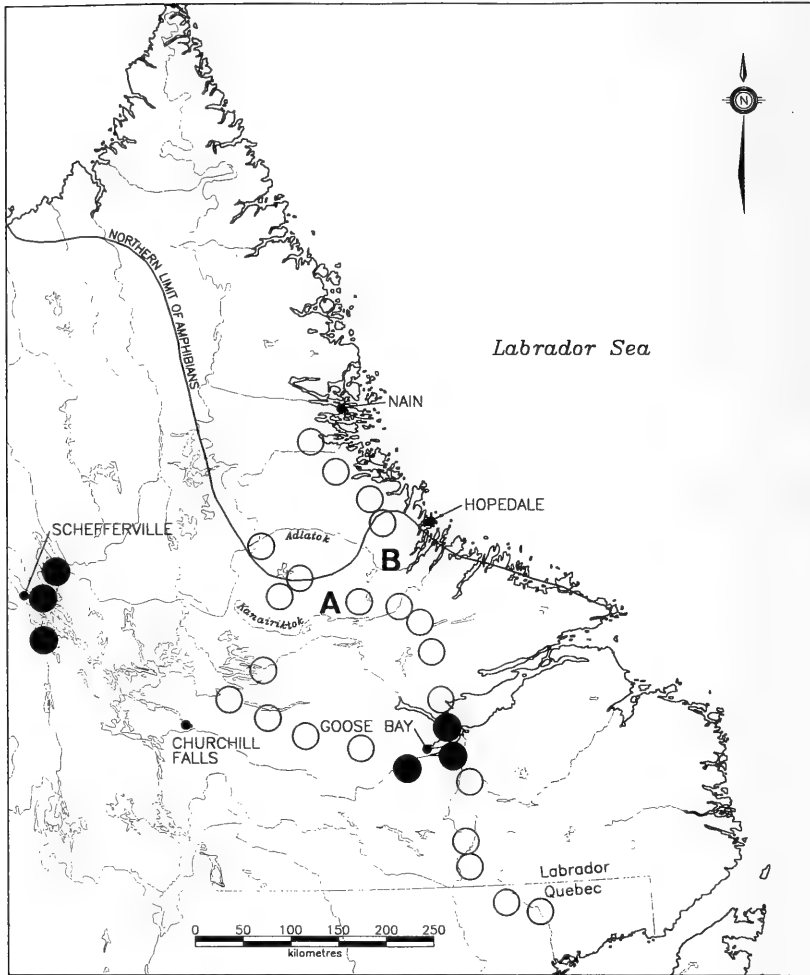 N
NORTHERN LIMIT OF AMPHIBIANS
Labrador Sea
NAIN
HOPEDALE
SCHEFFERVILLE
Adlatok
B
A
Kanairiktok
GOOSE BAY
CHURCHILL
FALLS
Labrador
Quebec
0 50 100 150 200 250
kilometres